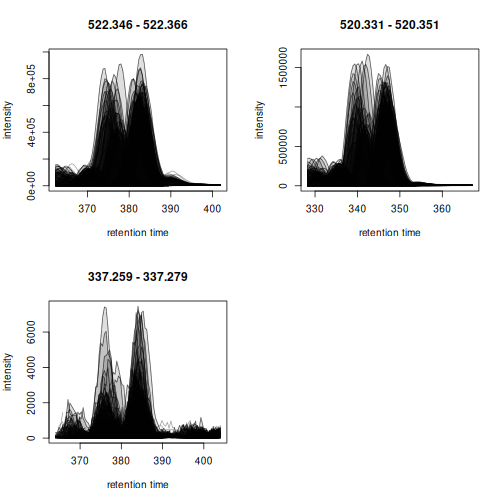 522.346 - 522.366
intensity
0e+00 4e+05 8e+05
370 380 390 400
retention time
520.331 - 520.351
intensity
0 500000 1500000
330 340 350 360
retention time
337.259 - 337.279
intensity
0 2000 4000 6000
370 380 390 400
retention time